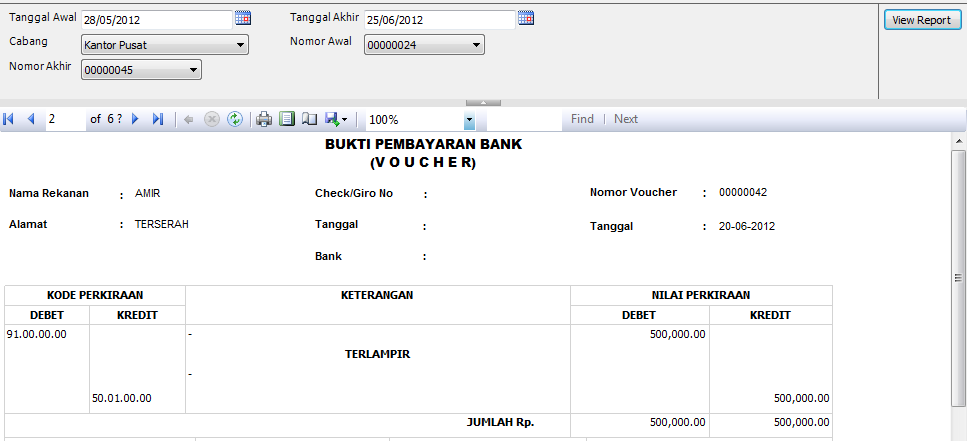 Tanggal Awal 28/05/2012 Tanggal Akhir 25/06/2012 View Report
Cabang Kantor Pusat Nomor Awal 00000024
Nomor Akhir 00000045
2 of 6 ? 100% Find | Next
BUKTI PEMBAYARAN BANK
(V O U C H E R)
Nama Rekanan : AMIR Check/Giro No : Nomor Voucher : 00000042
Alamat : TERSERAH Tanggal : Tanggal : 20-06-2012
Bank :
KODE PERKIRAAN KETERANGAN NILAI PERKIRAAN
DEBET KREDIT DEBET KREDIT
91.00.00.00 - 500,000.00
TERLAMPIR
-
50.01.00.00 500,000.00
JUMLAH Rp. 500,000.00 500,000.00